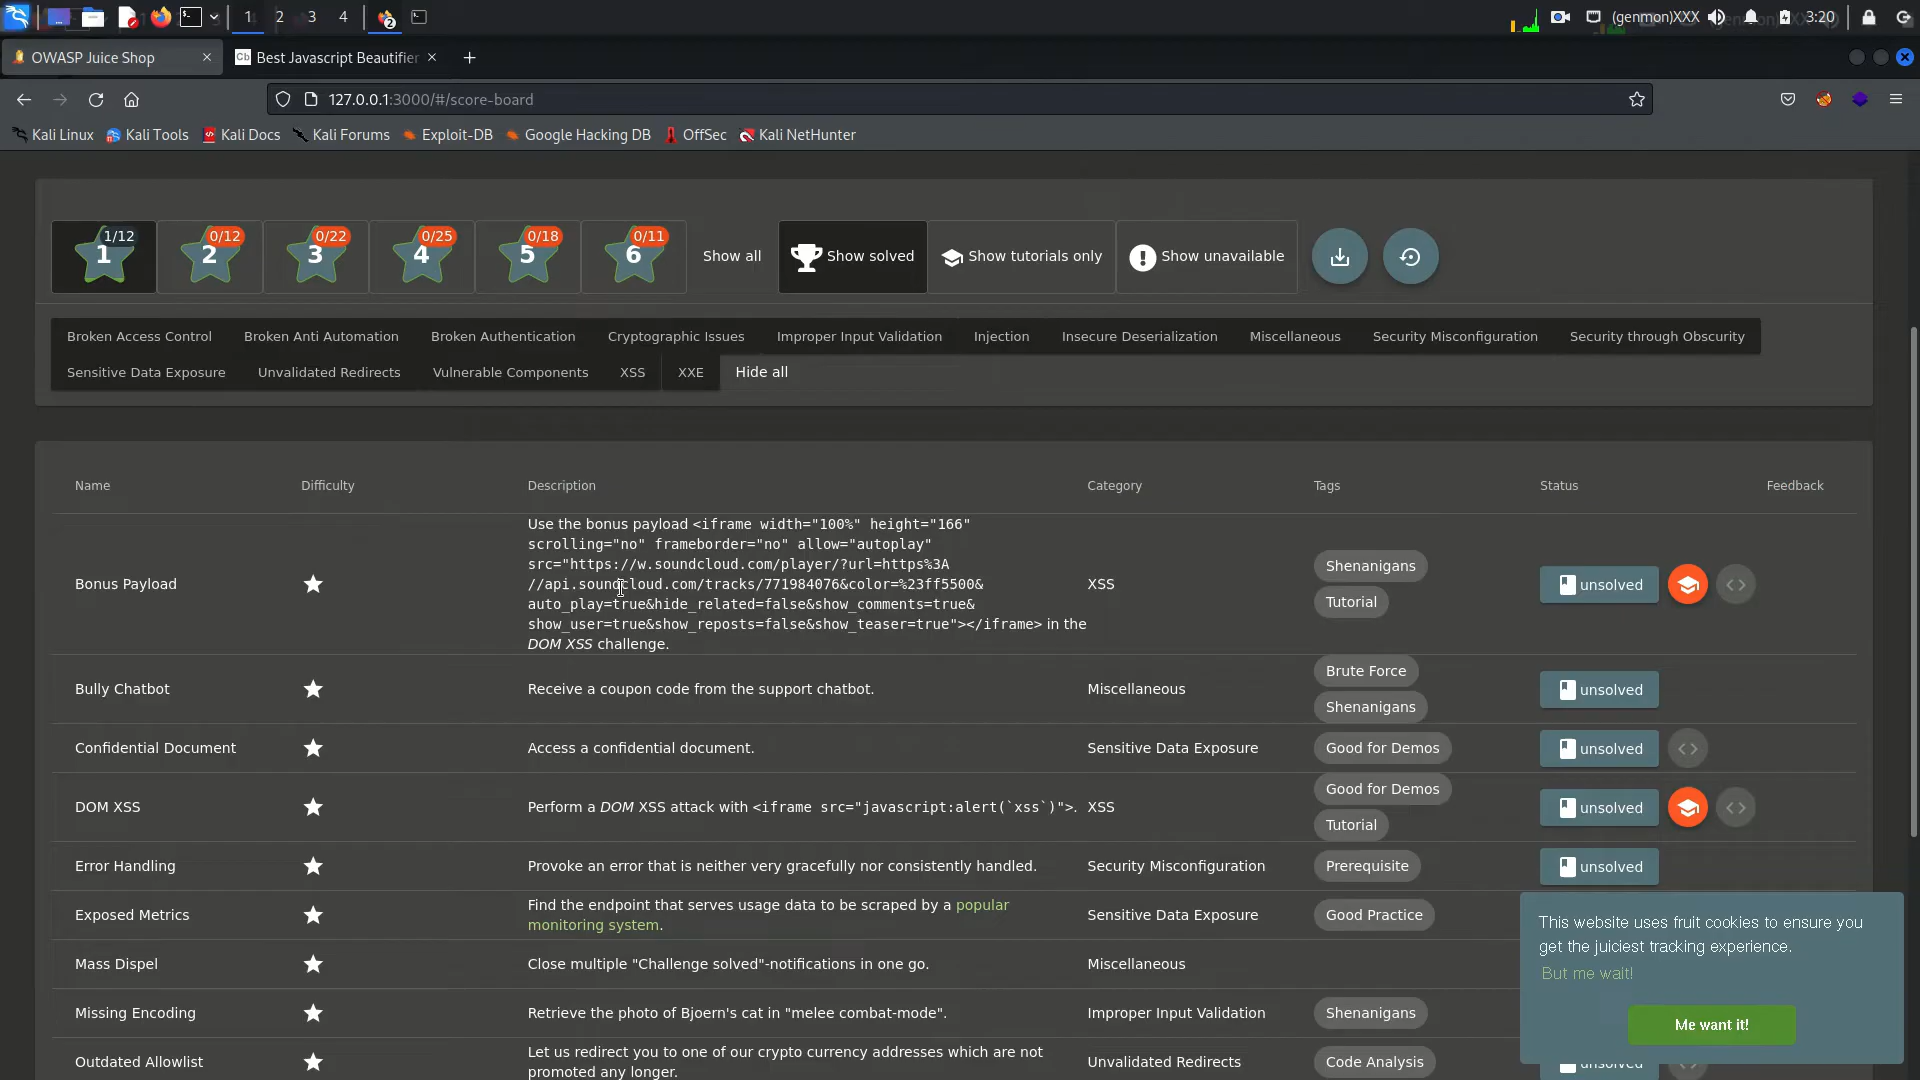 1 2 3 4 2 (genmon)XXX 3:20
OWASP Juice Shop Cb Best Javascript Beautifier
127.0.0.1:3000/#/score-board
Kali Linux Kali Tools Kali Docs Kali Forums Exploit-DB Google Hacking DB OffSec Kali NetHunter
1/12 0/12 0/22 0/25 0/18 0/11
1 2 3 4 5 6 Show all Show solved Show tutorials only Show unavailable
Broken Access Control Broken Anti Automation Broken Authentication Cryptographic Issues Improper Input Validation Injection Insecure Deserialization Miscellaneous Security Misconfiguration Security through Obscurity
Sensitive Data Exposure Unvalidated Redirects Vulnerable Components XSS XXE Hide all
Name Difficulty Description Category Tags Status Feedback
Use the bonus payload <iframe width="100%" height="166"
scrolling="no" frameborder="no" allow="autoplay"
src="https://w.soundcloud.com/player/?url=https%3A
//api.soundcloud.com/tracks/771984076&color=%23ff5500&
auto_play=true&hide_related=false&show_comments=true&
show_user=true&show_reposts=false&show_teaser=true"></iframe> in the
DOM XSS challenge.
Bonus Payload XSS Shenanigans Tutorial unsolved <>
Bully Chatbot Receive a coupon code from the support chatbot. Miscellaneous Brute Force Shenanigans unsolved
Confidential Document Access a confidential document. Sensitive Data Exposure Good for Demos unsolved <>
DOM XSS Perform a DOM XSS attack with <iframe src="javascript:alert(`xss`)">. XSS Good for Demos Tutorial unsolved <>
Error Handling Provoke an error that is neither very gracefully nor consistently handled. Security Misconfiguration Prerequisite unsolved
Exposed Metrics Find the endpoint that serves usage data to be scraped by a popular
monitoring system. Sensitive Data Exposure Good Practice
Mass Dispel Close multiple "Challenge solved"-notifications in one go. Miscellaneous
Missing Encoding Retrieve the photo of Bjoern's cat in "melee combat-mode". Improper Input Validation Shenanigans
Outdated Allowlist Let us redirect you to one of our crypto currency addresses which are not
promoted any longer. Unvalidated Redirects Code Analysis unsolved
This website uses fruit cookies to ensure you
get the juiciest tracking experience.
But me wait!
Me want it!